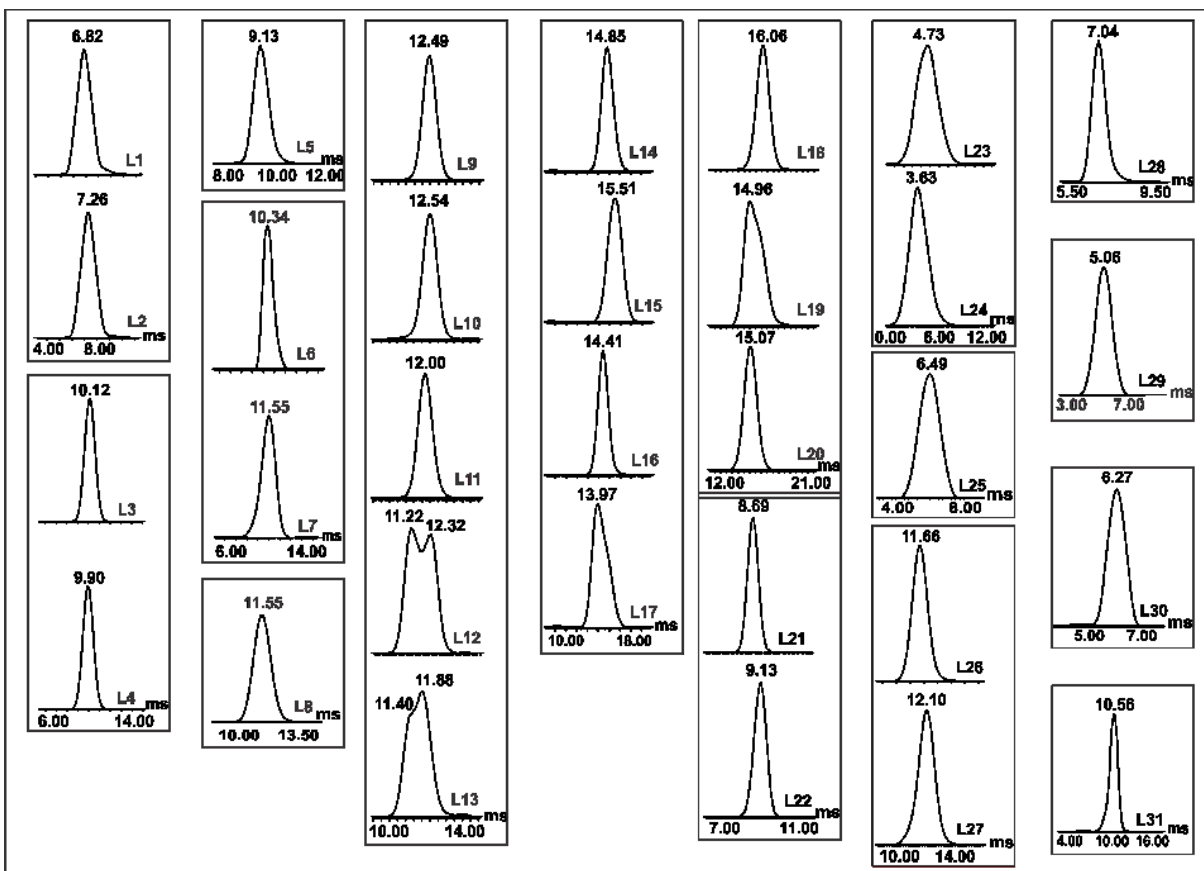 6.82
L1
7.26
L2
ms
4.00 8.00
10.12
L3
9.90
L4
ms
6.00 14.00
9.13
L5
ms
8.00 10.00 12.00
10.34
L6
11.55
L7
ms
6.00 14.00
11.55
L8
ms
10.00 13.50
12.49
L9
12.54
L10
12.00
L11
11.22 12.32
L12
11.40 11.88
L13
ms
10.00 14.00
14.85
L14
15.51
L15
14.41
L16
13.97
L17
ms
10.00 18.00
16.06
L18
14.96
L19
15.07
L20
ms
12.00 21.00
8.69
L21
9.13
L22
ms
7.00 11.00
4.73
L23
3.63
L24
ms
0.00 6.00 12.00
6.49
L25
ms
4.00 8.00
11.66
L26
12.10
L27
ms
10.00 14.00
7.04
L28
ms
5.50 9.50
5.06
L29
ms
3.00 7.00
6.27
L30
ms
5.00 7.00
10.56
L31
ms
4.00 10.00 16.00